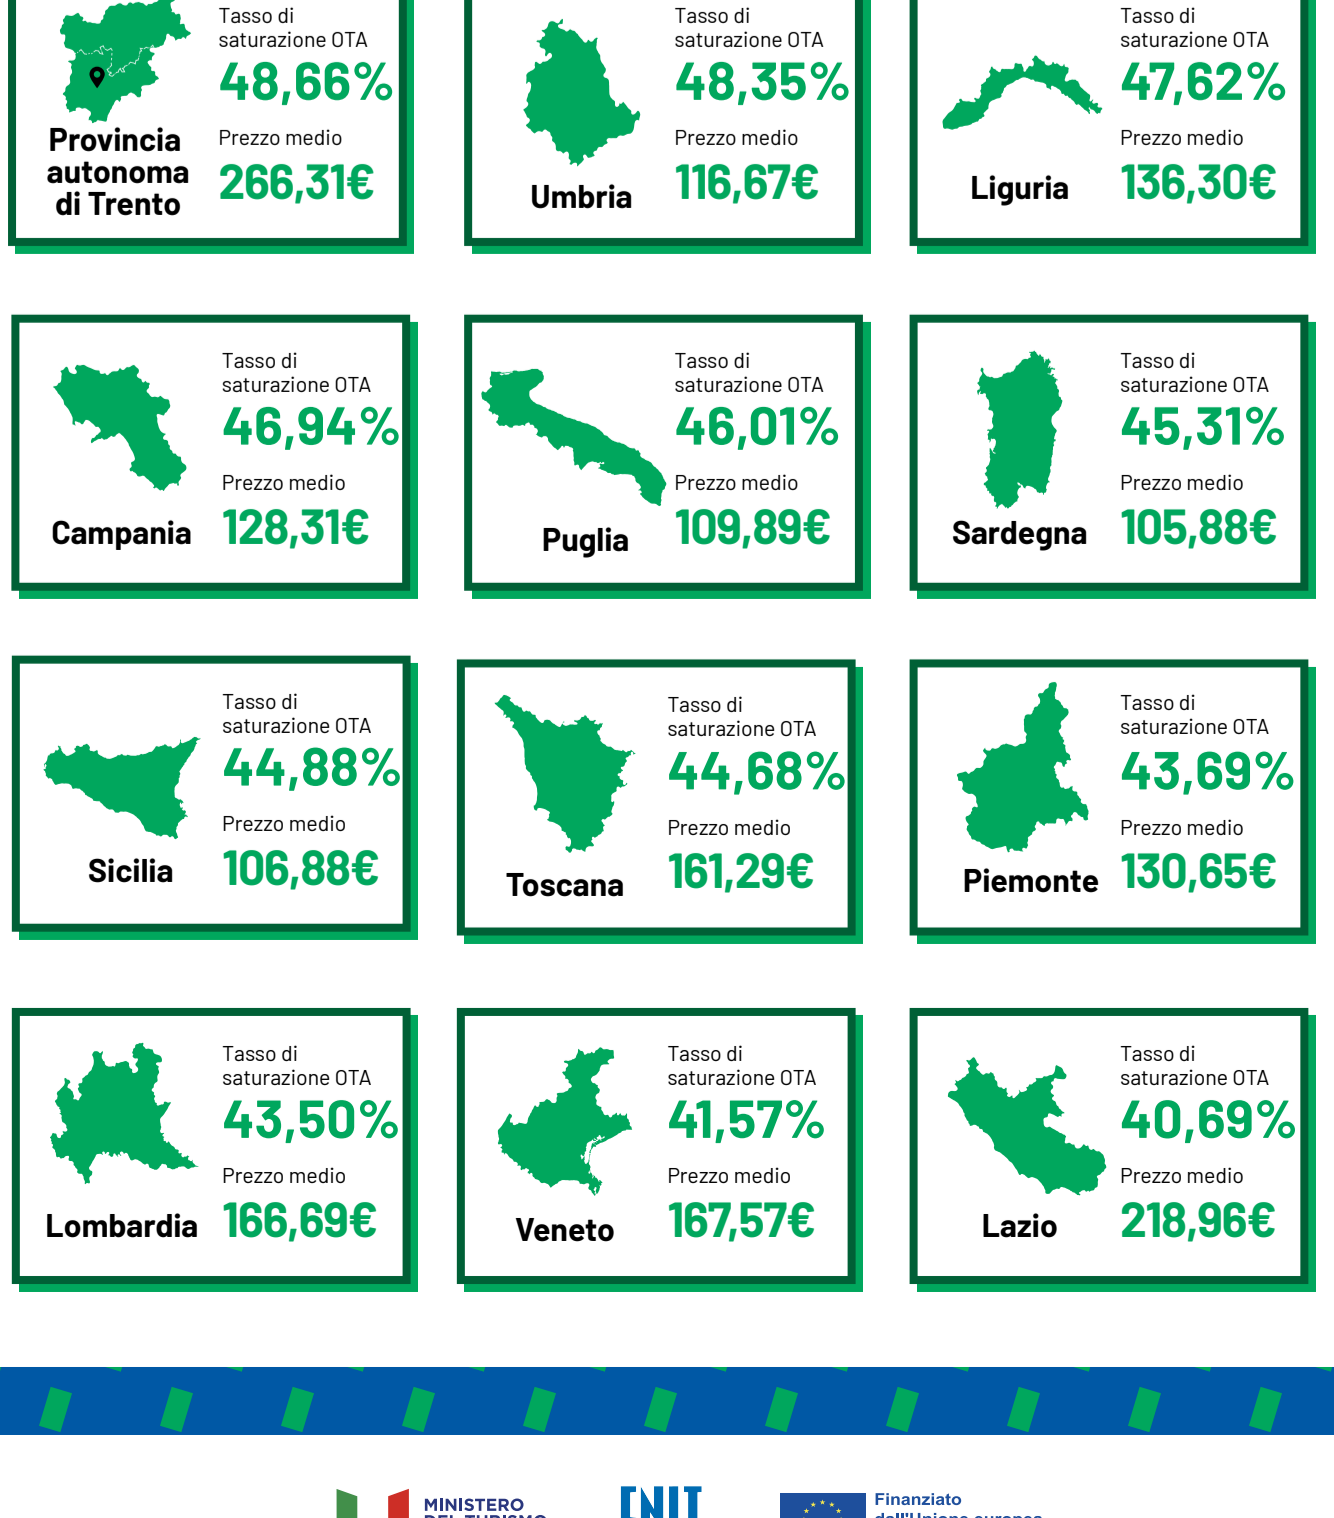 Tasso di
saturazione OTA
48,66%
Prezzo medio
266,31€
Provincia
autonoma
di Trento
Tasso di
saturazione OTA
48,35%
Prezzo medio
116,67€
Umbria
Tasso di
saturazione OTA
47,62%
Prezzo medio
136,30€
Liguria
Tasso di
saturazione OTA
46,94%
Prezzo medio
128,31€
Campania
Tasso di
saturazione OTA
46,01%
Prezzo medio
109,89€
Puglia
Tasso di
saturazione OTA
45,31%
Prezzo medio
105,88€
Sardegna
Tasso di
saturazione OTA
44,88%
Prezzo medio
106,88€
Sicilia
Tasso di
saturazione OTA
44,68%
Prezzo medio
161,29€
Toscana
Tasso di
saturazione OTA
43,69%
Prezzo medio
130,65€
Piemonte
Tasso di
saturazione OTA
43,50%
Prezzo medio
166,69€
Lombardia
Tasso di
saturazione OTA
41,57%
Prezzo medio
167,57€
Veneto
Tasso di
saturazione OTA
40,69%
Prezzo medio
218,96€
Lazio
MINISTERO
DEL TURISMO
ENIT
Finanziato
dall'Unione europea